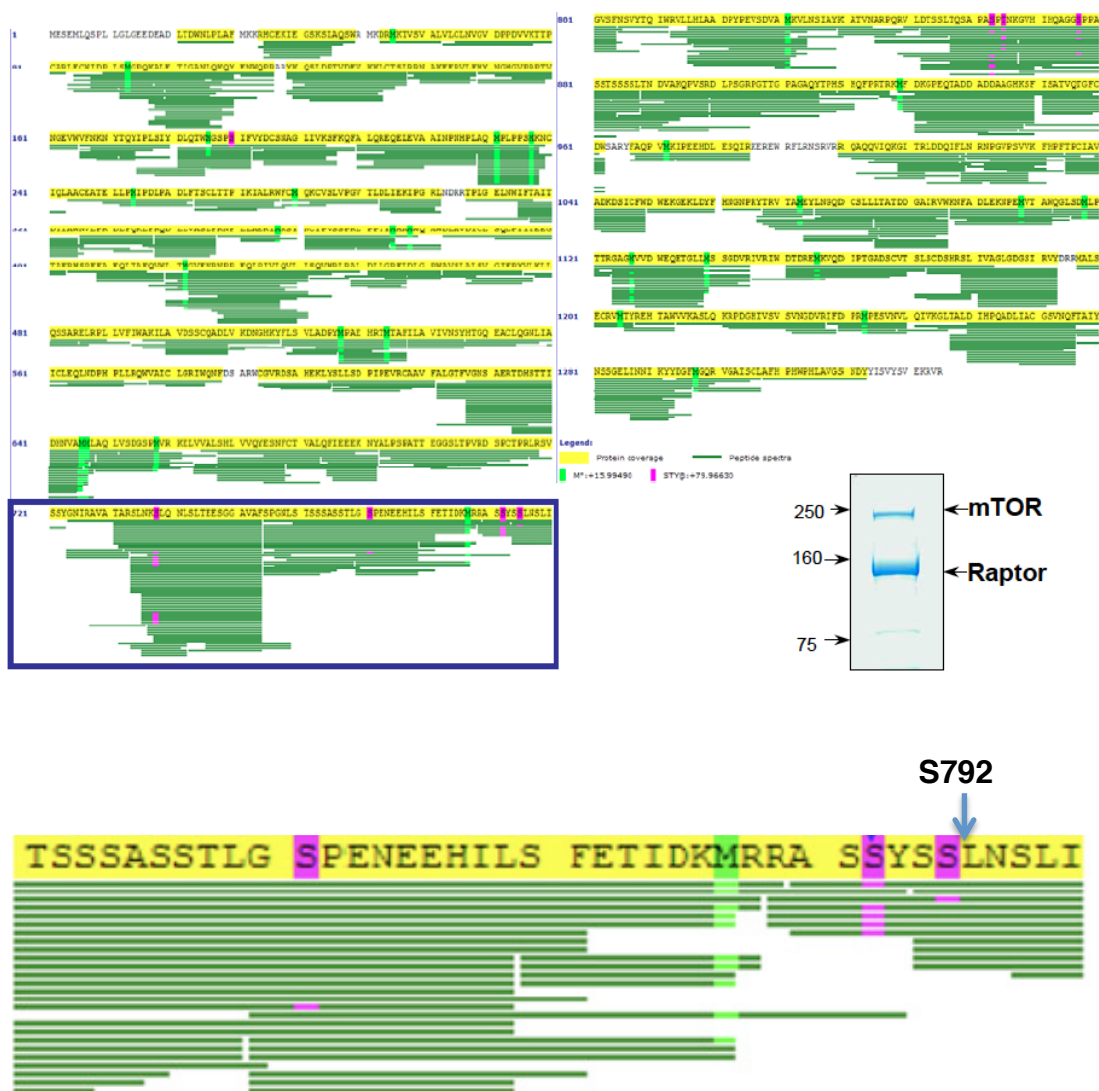 1 MESEMLQSPL LGLGEEDEAD LTDWNLPLAF MKKRHCEKIE GSKSLAQSWR MKDRMKTVSV ALVLCLNVGV DPPDVVKTTP
161 NGEVWVFNKN YTQYIPLSIY DLQTWMGSPS IFVYDCSNAG LIVKSFKQFA LQREQELEVA AINPNHPLAQ MPLPPSMKNC
241 IQLAACEATE LLPMIPDLPA DLFTSCLTTP IKIALRWFCM QKCVSLVPGV TLDLIEKIPG RLNDRRTPLG ELNWIFTAIT
481 QSSARELRPL LVFIWAKILA VDSSCQADLV KDNGHKYFLS VLADPYMPAE HRTMTAFILA VIVNSYHTGQ EACLQGNLIA
561 ICLEQLNDPH PLLRQWVAIC LGRIWQNFDS ARWCGVRDSA HEKLYSLLSD PIPEVRCAAV FALGTFVGNS AERTDHSTTI
641 DHNVAMMLAQ LVSDGSPMVR KELVVALSHL VVQYESNFCT VALQFIEEEK NYALPSPATT EGGSLTPVRD SPCTPRLRSV
721 SSYGNIRAVA TARSLNKSLQ NLSLTEESGG AVAFSPGNLS TSSSASSTLG SPENEEHILS FETIDKMRRA SSYSSLNSLI
801 GVSFNSVYTQ IWRVLLHLAA DPYPEVSDVA MKVLNSIAYK ATVNARPQRV LDTSSLTQSA PASPTNKGVH IHQAGGSPPA
881 SSTSSSSLTN DVAKQPVSRD LPSGRPGTTG PAGAQYTPHS HQFPRTRKMF DKGPEQTADD ADDAAGHKSF ISATVQTGFC
961 DWSARYFAQP VMKIPEEHDL ESQIRKEREW RFLRNSRVRR QAQQVIQKGI TRLDDQIFLN RNPGVPSVVK FHPFTPCIAV
1041 ADKDSICFWD WEKGEKLDYF HNGNPRYTRV TAMEYLNGQD CSLLLTATDD GAIRVWKNFA DLEKNPEMVT AWQGLSDMLP
1121 TTRGAGMVVD WEQETGLLMS SGDVRIVRIW DTDREMKVQD IPTGADSCVT SLSCDSHRSL IVAGLGDGSI RVYDRRMALS
1201 ECRVMTYREH TAWVVKASLQ KRPDGHIVSV SVNGDVRIFD PRMPESVNVL QIVKGLTALD IHPQADLIAC GSVNQFTAIY
1281 NSSGELINNI KYYDGFMGQR VGAISCLAFH PHWPHLAVGS NDYYISVYSV EKRVR
Legend:
Protein coverage Peptide spectra
M*:+15.99490 STYβ:+79.96630
250 mTOR
160 Raptor
75
S792
TSSSASSTLG SPENEEHILS FETIDKMRRA SSYSSLNSLI